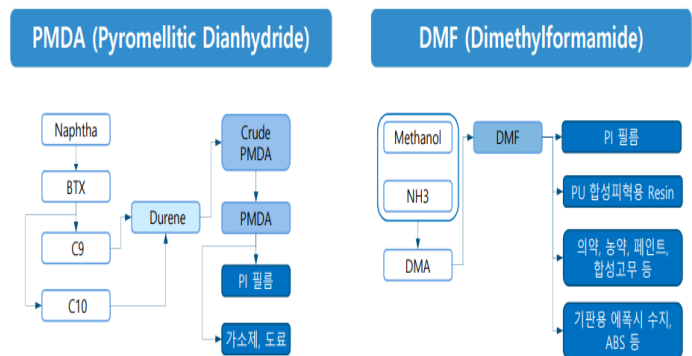 PMDA (Pyromellitic Dianhydride)
Naphtha
BTX
C9
C10
Durene
Crude
PMDA
PMDA
PI 필름
가소제, 도료
DMF (Dimethylformamide)
Methanol
NH3
DMA
DMF
PI 필름
PU 합성피혁용 Resin
의약, 농약, 페인트,
합성고무 등
기판용 에폭시 수지,
ABS 등